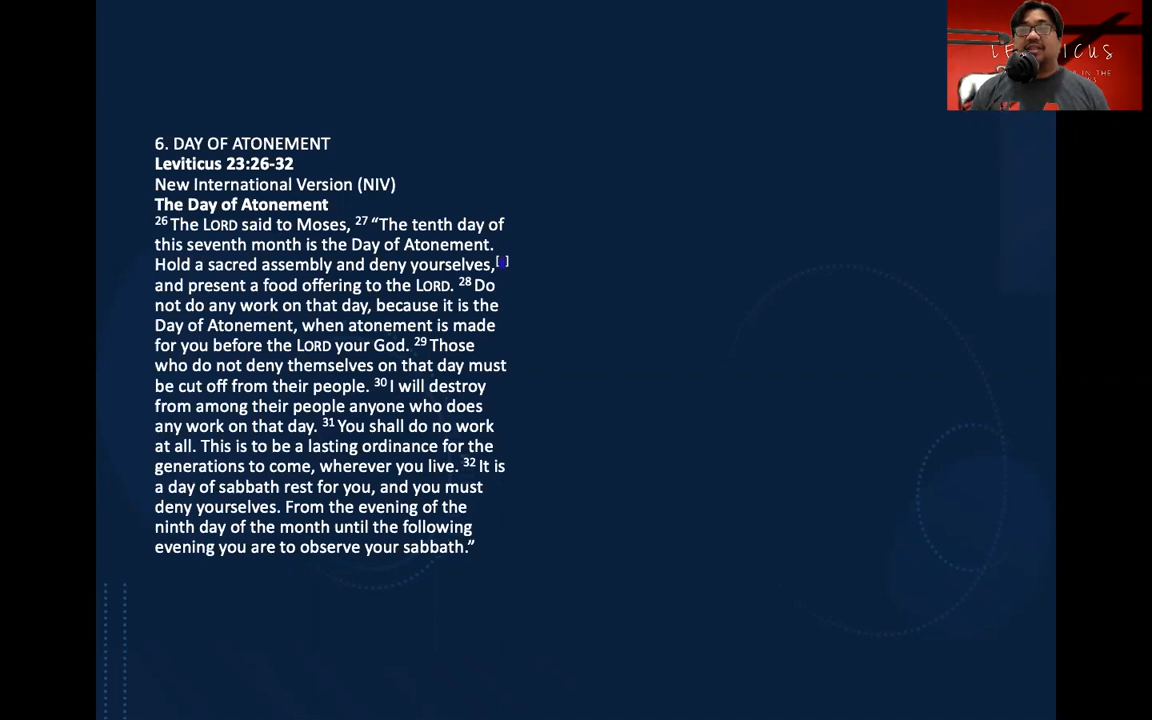 6. DAY OF ATONEMENT
Leviticus 23:26-32
New International Version (NIV)
The Day of Atonement
26 The LORD said to Moses, 27 “The tenth day of
this seventh month is the Day of Atonement.
Hold a sacred assembly and deny yourselves,[ ]
and present a food offering to the LORD. 28 Do
not do any work on that day, because it is the
Day of Atonement, when atonement is made
for you before the LORD your God. 29 Those
who do not deny themselves on that day must
be cut off from their people. 30 I will destroy
from among their people anyone who does
any work on that day. 31 You shall do no work
at all. This is to be a lasting ordinance for the
generations to come, wherever you live. 32 It is
a day of sabbath rest for you, and you must
deny yourselves. From the evening of the
ninth day of the month until the following
evening you are to observe your sabbath.”
LE ICUS
IN THE